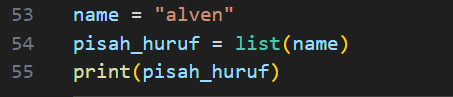 53 name = "alven"
54 pisah_huruf = list(name)
55 print(pisah_huruf)